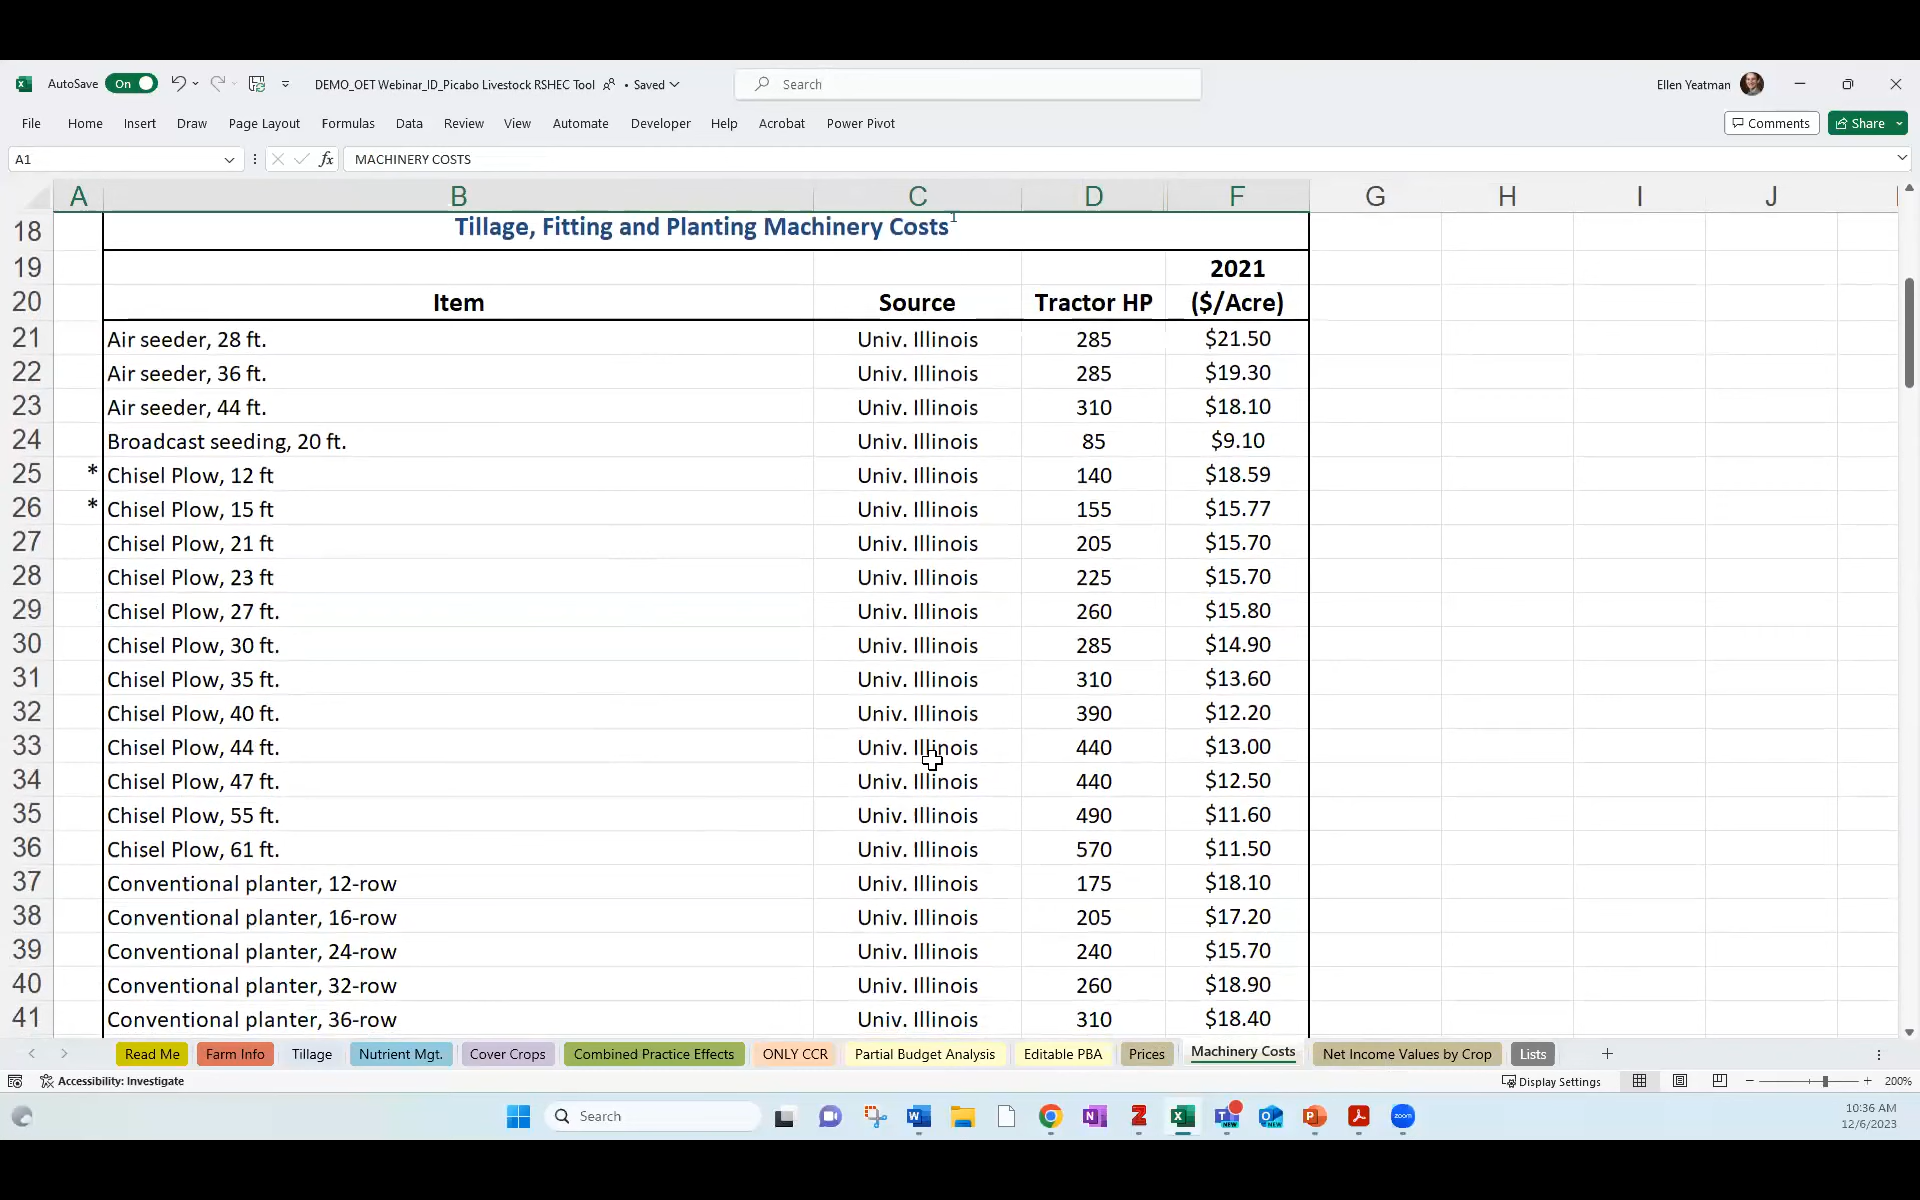 AutoSave On DEMO_OET Webinar_ID_Picabo Livestock RSHEC Tool • Saved Search Ellen Yeatman
File Home Insert Draw Page Layout Formulas Data Review View Automate Developer Help Acrobat Power Pivot Comments Share
A1 fx MACHINERY COSTS
A B C D F G H I J
18 Tillage, Fitting and Planting Machinery Costs¹
19 2021
20 Item Source Tractor HP ($/Acre)
21 Air seeder, 28 ft. Univ. Illinois 285 $21.50
22 Air seeder, 36 ft. Univ. Illinois 285 $19.30
23 Air seeder, 44 ft. Univ. Illinois 310 $18.10
24 Broadcast seeding, 20 ft. Univ. Illinois 85 $9.10
25 * Chisel Plow, 12 ft Univ. Illinois 140 $18.59
26 * Chisel Plow, 15 ft Univ. Illinois 155 $15.77
27 Chisel Plow, 21 ft Univ. Illinois 205 $15.70
28 Chisel Plow, 23 ft Univ. Illinois 225 $15.70
29 Chisel Plow, 27 ft. Univ. Illinois 260 $15.80
30 Chisel Plow, 30 ft. Univ. Illinois 285 $14.90
31 Chisel Plow, 35 ft. Univ. Illinois 310 $13.60
32 Chisel Plow, 40 ft. Univ. Illinois 390 $12.20
33 Chisel Plow, 44 ft. Univ. Illinois 440 $13.00
34 Chisel Plow, 47 ft. Univ. Illinois 440 $12.50
35 Chisel Plow, 55 ft. Univ. Illinois 490 $11.60
36 Chisel Plow, 61 ft. Univ. Illinois 570 $11.50
37 Conventional planter, 12-row Univ. Illinois 175 $18.10
38 Conventional planter, 16-row Univ. Illinois 205 $17.20
39 Conventional planter, 24-row Univ. Illinois 240 $15.70
40 Conventional planter, 32-row Univ. Illinois 260 $18.90
41 Conventional planter, 36-row Univ. Illinois 310 $18.40
Read Me Farm Info Tillage Nutrient Mgt. Cover Crops Combined Practice Effects ONLY CCR Partial Budget Analysis Editable PBA Prices Machinery Costs Net Income Values by Crop Lists
Accessibility: Investigate Display Settings 200%
Search 10:36 AM
12/6/2023